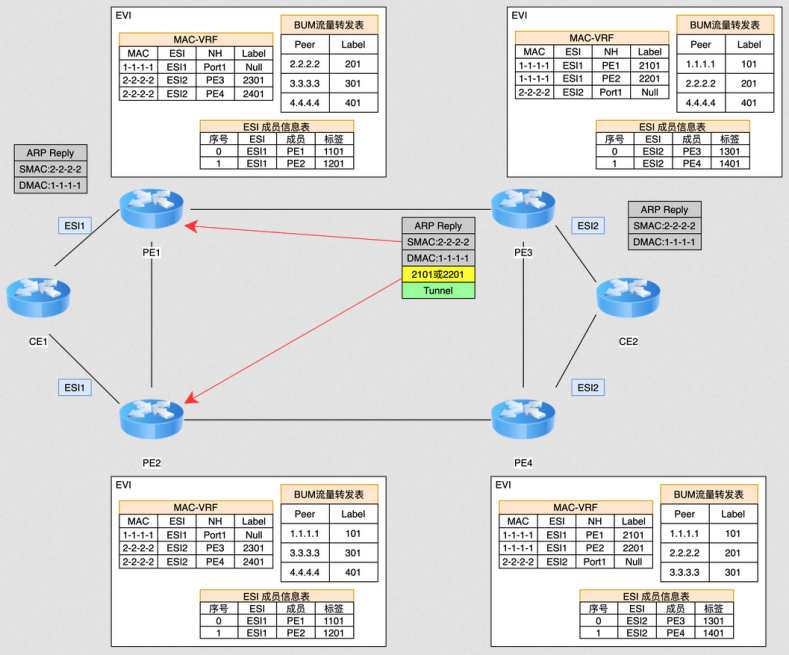 EVI
MAC-VRF
MAC ESI NH Label
1-1-1-1 ESI1 Port1 Null
2-2-2-2 ESI2 PE3 2301
2-2-2-2 ESI2 PE4 2401
BUM流量转发表
Peer Label
2.2.2.2 201
3.3.3.3 301
4.4.4.4 401
ESI 成员信息表
序号 ESI 成员 标签
0 ESI1 PE1 1101
1 ESI1 PE2 1201
EVI
MAC-VRF
MAC ESI NH Label
1-1-1-1 ESI1 PE1 2101
1-1-1-1 ESI1 PE2 2201
2-2-2-2 ESI2 Port1 Null
BUM流量转发表
Peer Label
1.1.1.1 101
2.2.2.2 201
4.4.4.4 401
ESI 成员信息表
序号 ESI 成员 标签
0 ESI2 PE3 1301
1 ESI2 PE4 1401
ARP Reply
SMAC:2-2-2-2
DMAC:1-1-1-1
ESI1
PE1
ARP Reply
SMAC:2-2-2-2
DMAC:1-1-1-1
2101或2201
Tunnel
PE3
ESI2
ARP Reply
SMAC:2-2-2-2
DMAC:1-1-1-1
CE1
CE2
ESI1
PE2
ESI2
PE4
EVI
MAC-VRF
MAC ESI NH Label
1-1-1-1 ESI1 Port1 Null
2-2-2-2 ESI2 PE3 2301
2-2-2-2 ESI2 PE4 2401
BUM流量转发表
Peer Label
1.1.1.1 101
3.3.3.3 301
4.4.4.4 401
ESI 成员信息表
序号 ESI 成员 标签
0 ESI1 PE1 1101
1 ESI1 PE2 1201
EVI
MAC-VRF
MAC ESI NH Label
1-1-1-1 ESI1 PE1 2101
1-1-1-1 ESI1 PE2 2201
2-2-2-2 ESI2 Port1 Null
BUM流量转发表
Peer Label
1.1.1.1 101
2.2.2.2 201
3.3.3.3 301
ESI 成员信息表
序号 ESI 成员 标签
0 ESI2 PE3 1301
1 ESI2 PE4 1401